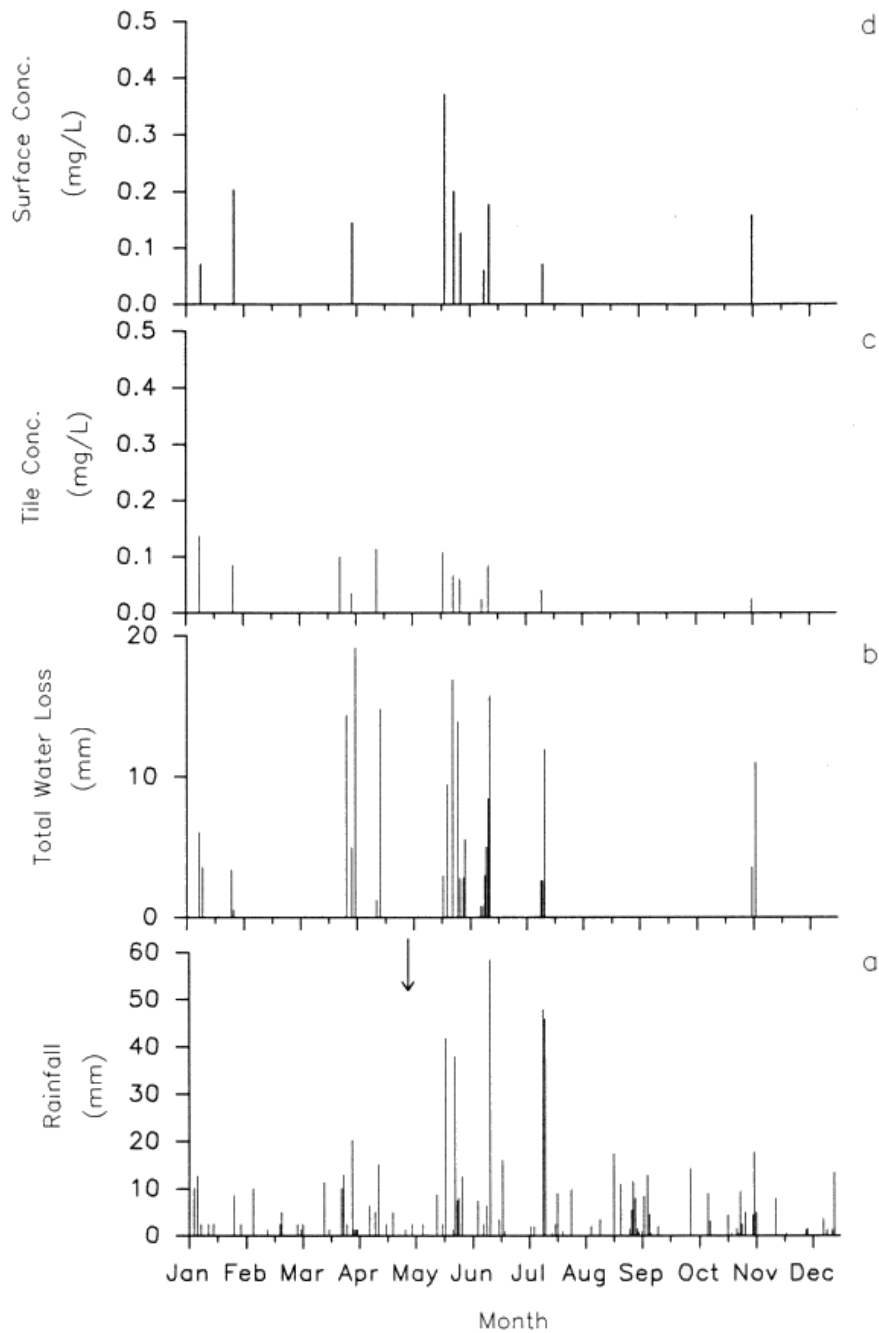 d
0.5
0.4
0.3
0.2
0.1
0.0
Surface Conc.
(mg/L)
c
0.5
0.4
0.3
0.2
0.1
0.0
Tile Conc.
(mg/L)
b
20
10
0
Total Water Loss
(mm)
a
60
50
40
30
20
10
0
Rainfall
(mm)
Jan Feb Mar Apr May Jun Jul Aug Sep Oct Nov Dec
Month